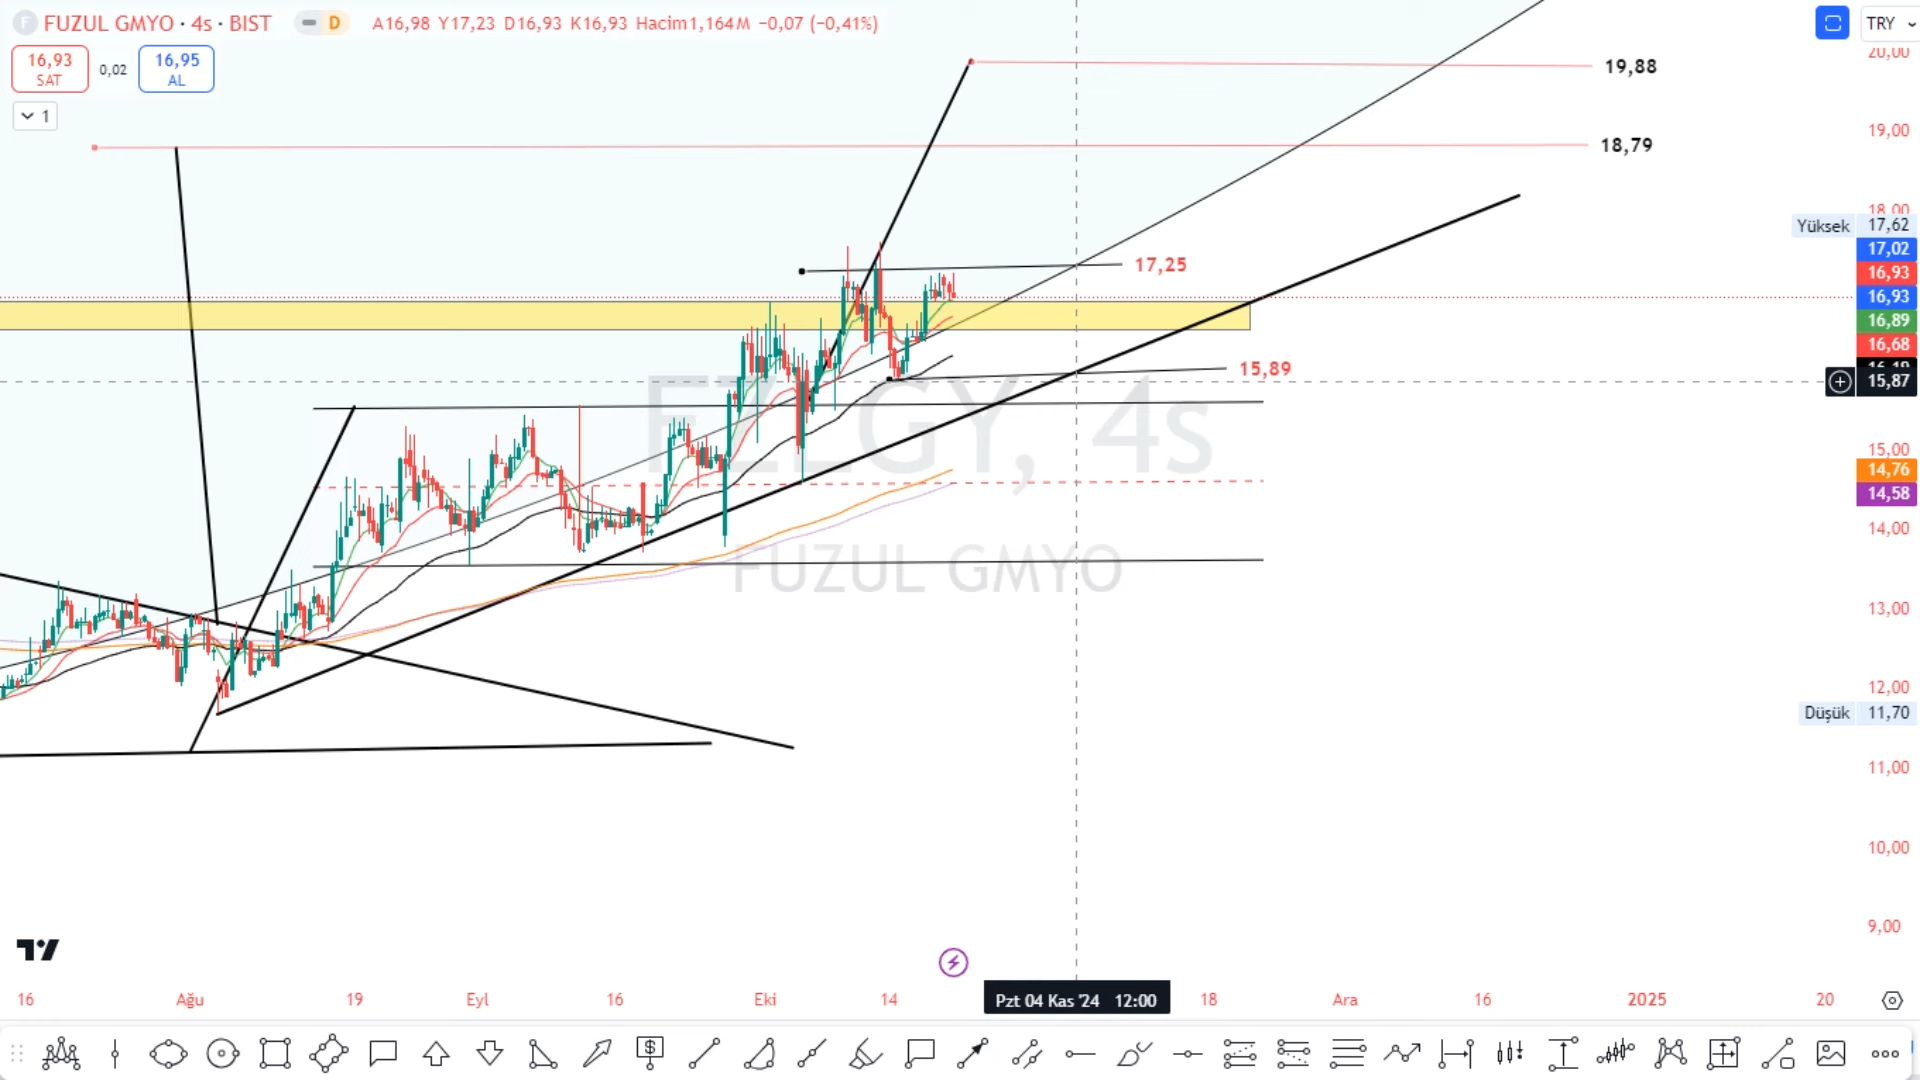 F FUZUL GMYO · 4s · BIST D A16,98 Y17,23 D16,93 K16,93 Hacim1,164M −0,07 (−0,41%)
TRY
16,93
SAT
0,02
16,95
AL
1
20,00
19,88
19,00
18,79
18,00
Yüksek 17,62
17,02
17,25
16,93
16,93
16,89
16,68
15,89
15,87
FZLGY, 4s
FUZUL GMYO
15,00
14,76
14,58
14,00
13,00
12,00
Düşük 11,70
11,00
10,00
9,00
16 Ağu 19 Eyl 16 Eki 14 Pzt 04 Kas '24 12:00 18 Ara 16 2025 20